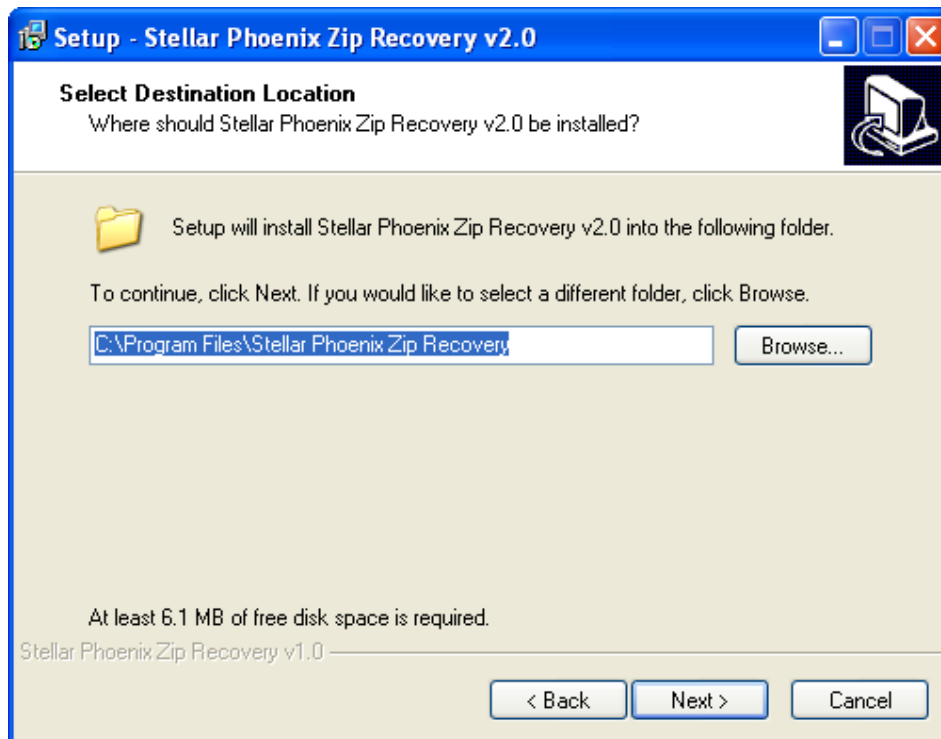 Setup - Stellar Phoenix Zip Recovery v2.0
Select Destination Location
Where should Stellar Phoenix Zip Recovery v2.0 be installed?
Setup will install Stellar Phoenix Zip Recovery v2.0 into the following folder.
To continue, click Next. If you would like to select a different folder, click Browse.
C:\Program Files\Stellar Phoenix Zip Recovery
Browse...
At least 6.1 MB of free disk space is required.
Stellar Phoenix Zip Recovery v1.0
< Back Next > Cancel